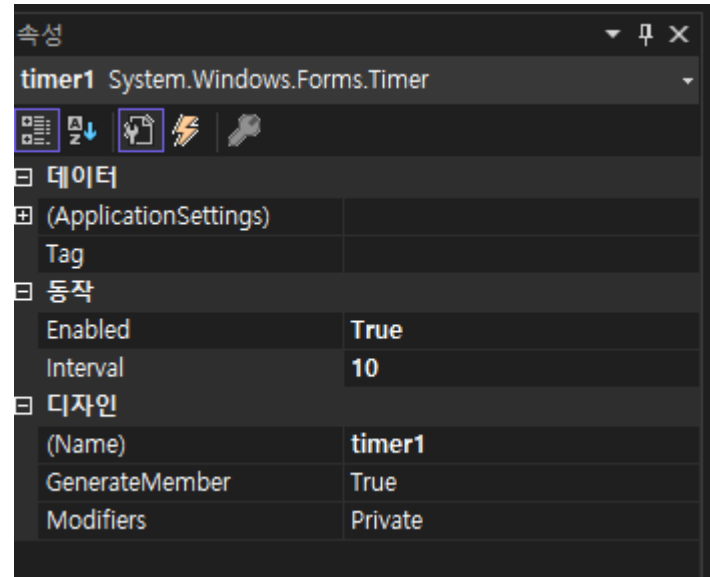 속성
timer1 System.Windows.Forms.Timer
데이터
(ApplicationSettings)
Tag
동작
Enabled True
Interval 10
디자인
(Name) timer1
GenerateMember True
Modifiers Private